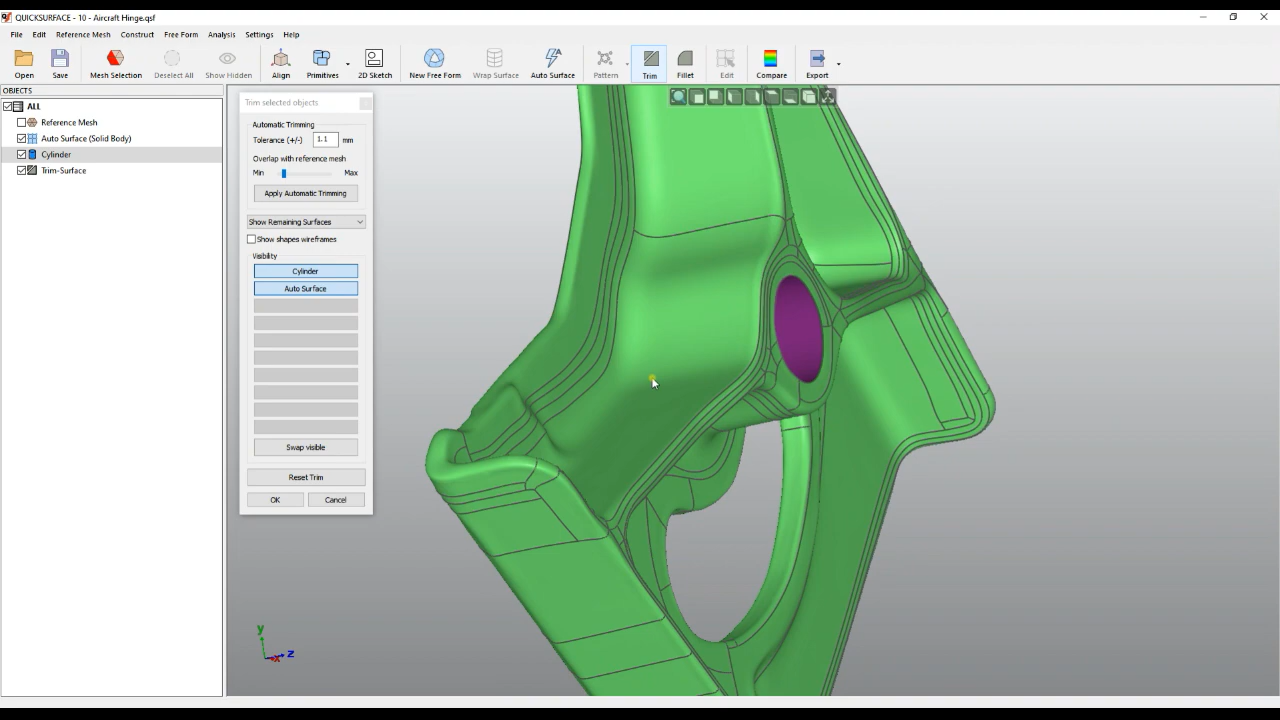 QUICKSURFACE - 10 - Aircraft Hinge.qsf
File Edit Reference Mesh Construct Free Form Analysis Settings Help
Open Save Mesh Selection Deselect All Show Hidden Align Primitives 2D Sketch New Free Form Wrap Surface Auto Surface Pattern Trim Fillet Edit Compare Export
OBJECTS
ALL
Reference Mesh
Auto Surface (Solid Body)
Cylinder
Trim-Surface
Trim selected objects
Automatic Trimming
Tolerance (+/-) 1.1 mm
Overlap with reference mesh
Min Max
Apply Automatic Trimming
Show Remaining Surfaces
Show shapes wireframes
Visibility
Cylinder
Auto Surface
Swap visible
Reset Trim
OK Cancel
y
x z